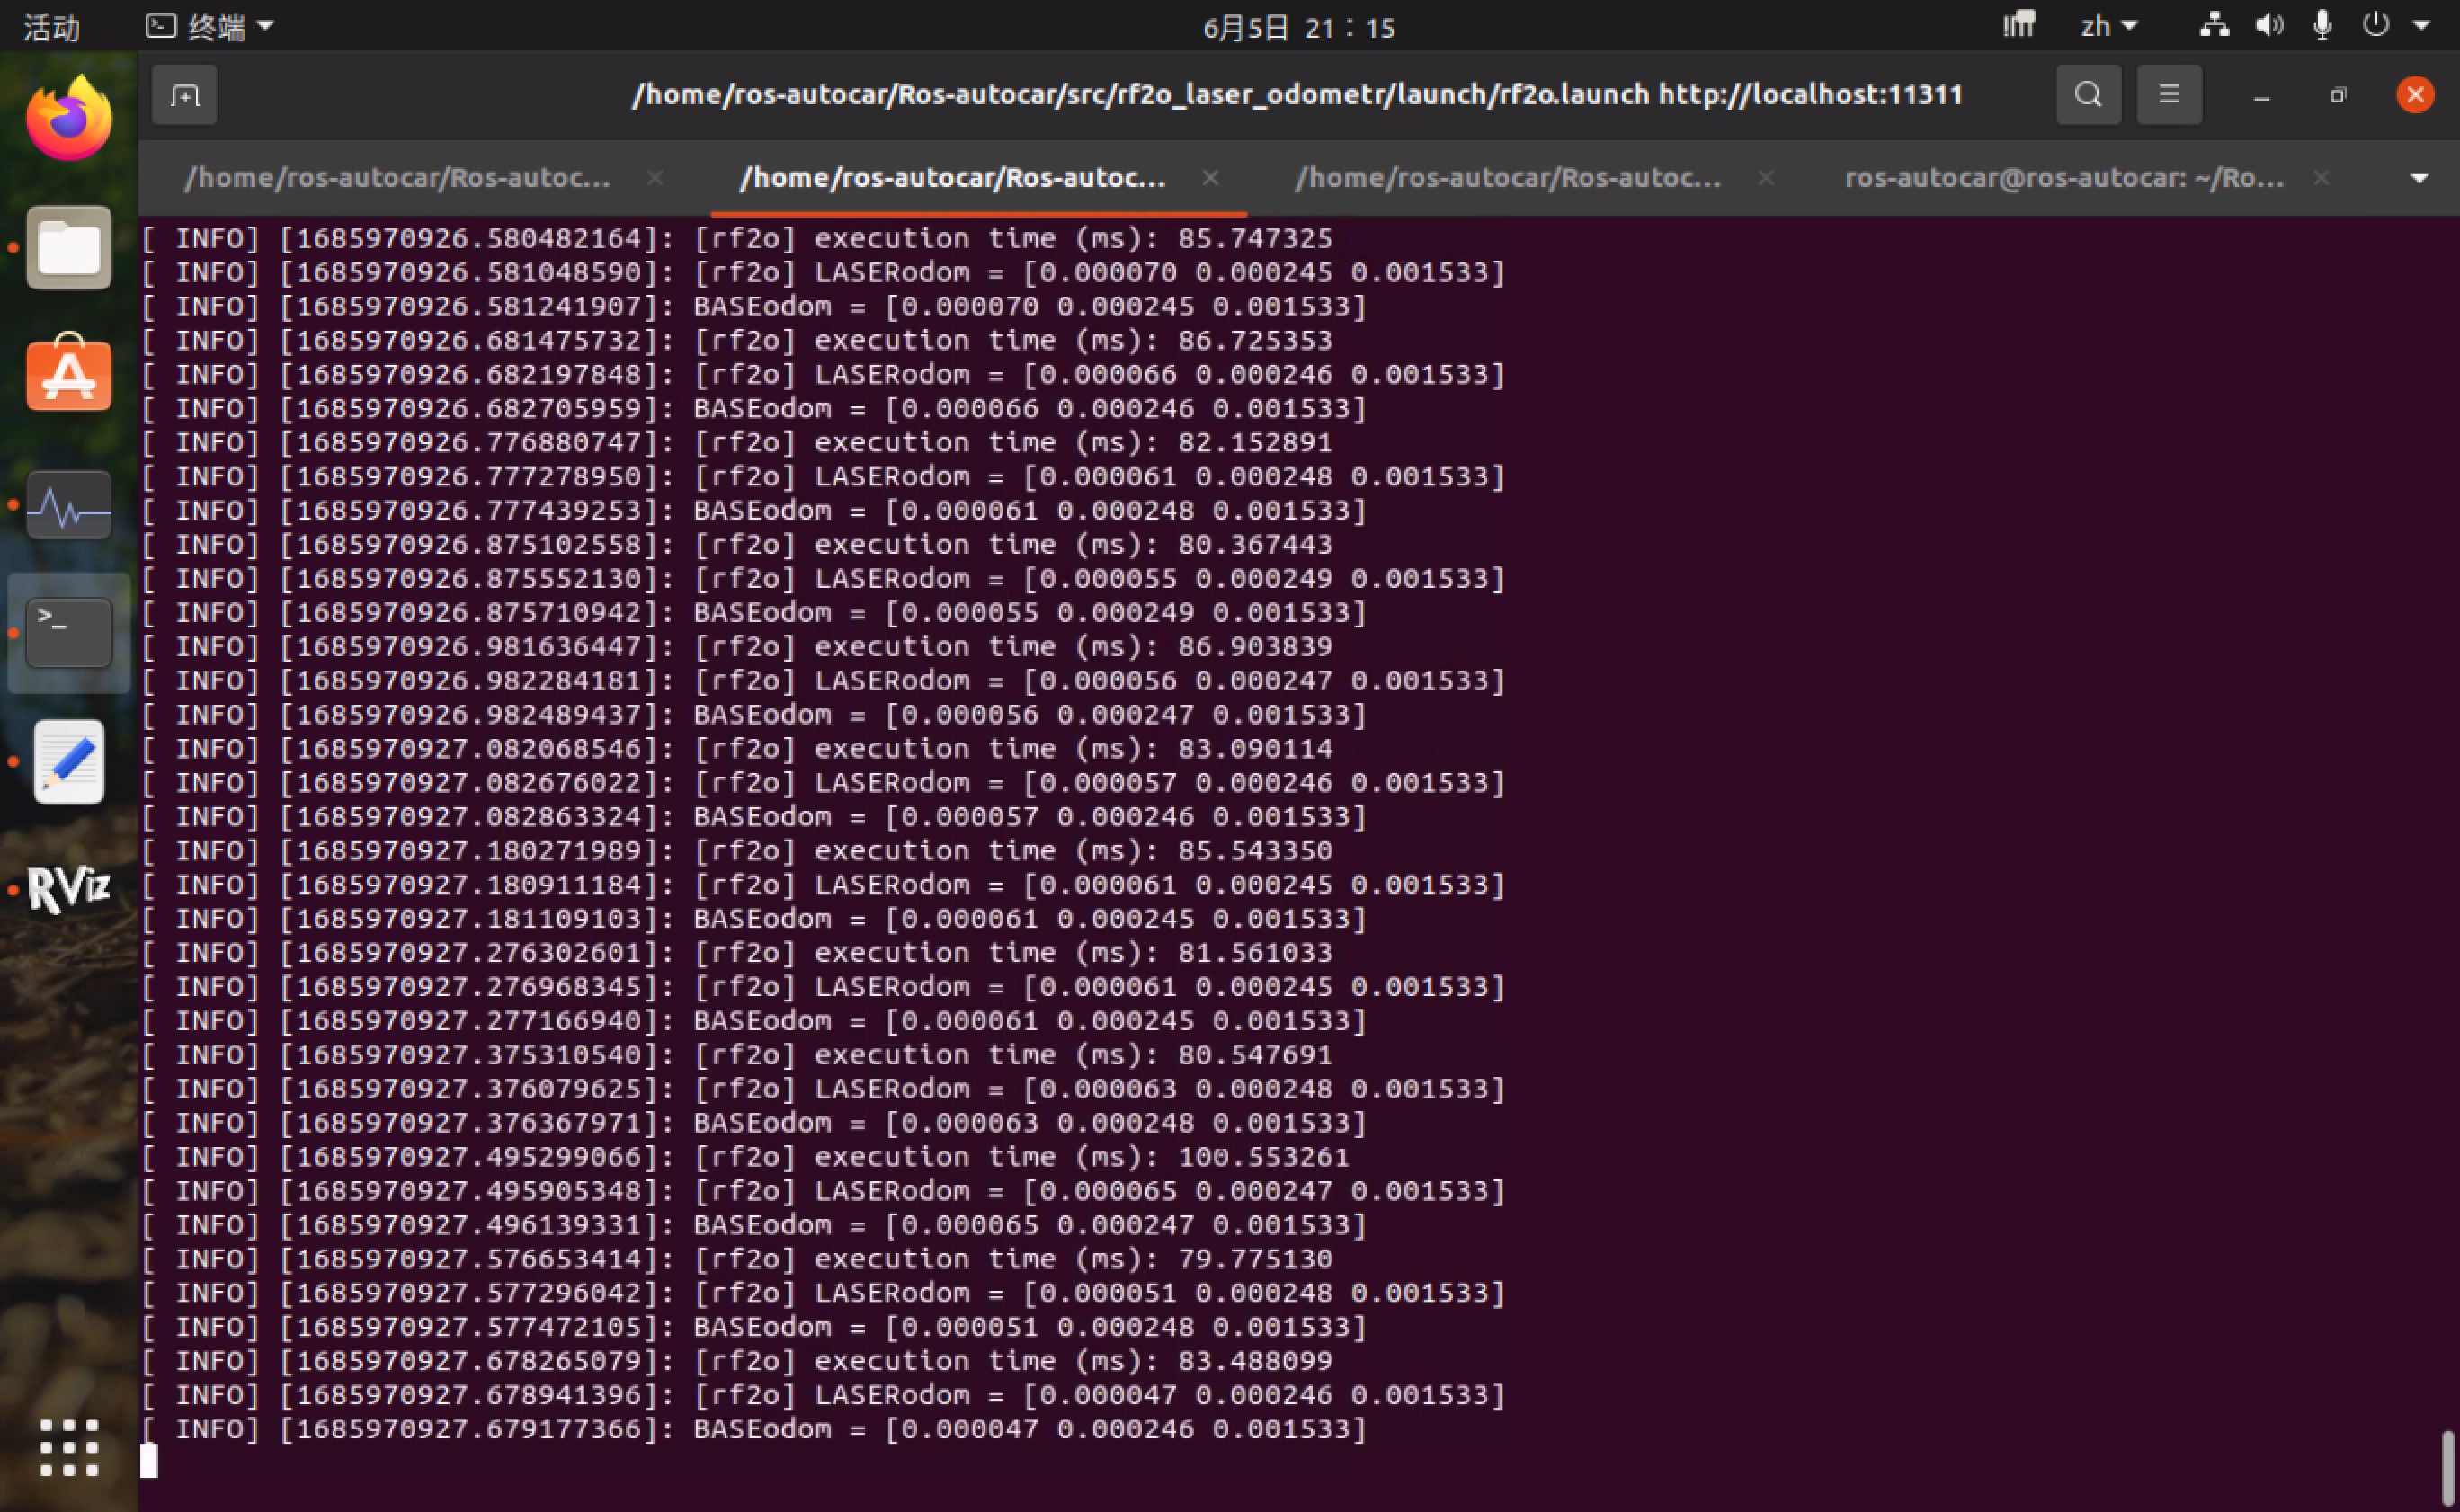 活动 终端 6月5日 21：15 zh
/home/ros-autocar/Ros-autocar/src/rf2o_laser_odometr/launch/rf2o.launch http://localhost:11311
/home/ros-autocar/Ros-autoc... /home/ros-autocar/Ros-autoc... /home/ros-autocar/Ros-autoc... ros-autocar@ros-autocar: ~/Ro...
[ INFO] [1685970926.580482164]: [rf2o] execution time (ms): 85.747325
[ INFO] [1685970926.581048590]: [rf2o] LASERodom = [0.000070 0.000245 0.001533]
[ INFO] [1685970926.581241907]: BASEodom = [0.000070 0.000245 0.001533]
[ INFO] [1685970926.681475732]: [rf2o] execution time (ms): 86.725353
[ INFO] [1685970926.682197848]: [rf2o] LASERodom = [0.000066 0.000246 0.001533]
[ INFO] [1685970926.682705959]: BASEodom = [0.000066 0.000246 0.001533]
[ INFO] [1685970926.776880747]: [rf2o] execution time (ms): 82.152891
[ INFO] [1685970926.777278950]: [rf2o] LASERodom = [0.000061 0.000248 0.001533]
[ INFO] [1685970926.777439253]: BASEodom = [0.000061 0.000248 0.001533]
[ INFO] [1685970926.875102558]: [rf2o] execution time (ms): 80.367443
[ INFO] [1685970926.875552130]: [rf2o] LASERodom = [0.000055 0.000249 0.001533]
[ INFO] [1685970926.875710942]: BASEodom = [0.000055 0.000249 0.001533]
[ INFO] [1685970926.981636447]: [rf2o] execution time (ms): 86.903839
[ INFO] [1685970926.982284181]: [rf2o] LASERodom = [0.000056 0.000247 0.001533]
[ INFO] [1685970926.982489437]: BASEodom = [0.000056 0.000247 0.001533]
[ INFO] [1685970927.082068546]: [rf2o] execution time (ms): 83.090114
[ INFO] [1685970927.082676022]: [rf2o] LASERodom = [0.000057 0.000246 0.001533]
[ INFO] [1685970927.082863324]: BASEodom = [0.000057 0.000246 0.001533]
[ INFO] [1685970927.180271989]: [rf2o] execution time (ms): 85.543350
[ INFO] [1685970927.180911184]: [rf2o] LASERodom = [0.000061 0.000245 0.001533]
[ INFO] [1685970927.181109103]: BASEodom = [0.000061 0.000245 0.001533]
[ INFO] [1685970927.276302601]: [rf2o] execution time (ms): 81.561033
[ INFO] [1685970927.276968345]: [rf2o] LASERodom = [0.000061 0.000245 0.001533]
[ INFO] [1685970927.277166940]: BASEodom = [0.000061 0.000245 0.001533]
[ INFO] [1685970927.375310540]: [rf2o] execution time (ms): 80.547691
[ INFO] [1685970927.376079625]: [rf2o] LASERodom = [0.000063 0.000248 0.001533]
[ INFO] [1685970927.376367971]: BASEodom = [0.000063 0.000248 0.001533]
[ INFO] [1685970927.495299066]: [rf2o] execution time (ms): 100.553261
[ INFO] [1685970927.495905348]: [rf2o] LASERodom = [0.000065 0.000247 0.001533]
[ INFO] [1685970927.496139331]: BASEodom = [0.000065 0.000247 0.001533]
[ INFO] [1685970927.576653414]: [rf2o] execution time (ms): 79.775130
[ INFO] [1685970927.577296042]: [rf2o] LASERodom = [0.000051 0.000248 0.001533]
[ INFO] [1685970927.577472105]: BASEodom = [0.000051 0.000248 0.001533]
[ INFO] [1685970927.678265079]: [rf2o] execution time (ms): 83.488099
[ INFO] [1685970927.678941396]: [rf2o] LASERodom = [0.000047 0.000246 0.001533]
[ INFO] [1685970927.679177366]: BASEodom = [0.000047 0.000246 0.001533]
RViz